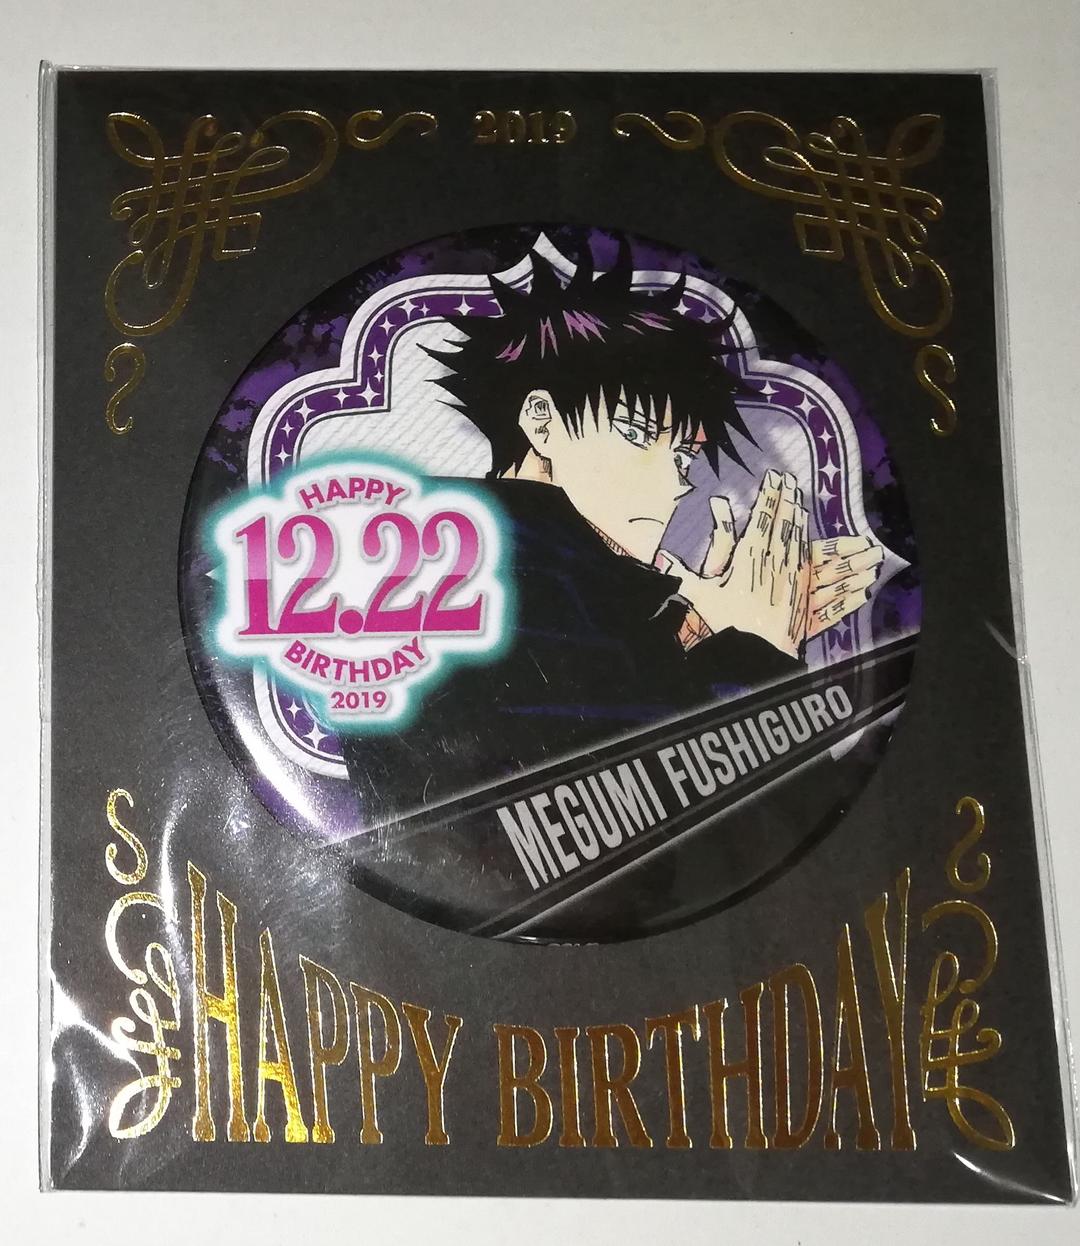 2019
HAPPY
12.22
BIRTHDAY
2019
MEGUMI FUSHIGURO
HAPPY BIRTHDAY